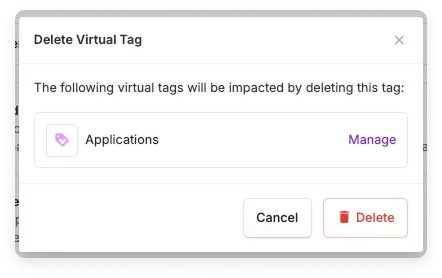 Delete Virtual Tag
The following virtual tags will be impacted by deleting this tag:
Applications
Manage
Cancel
Delete